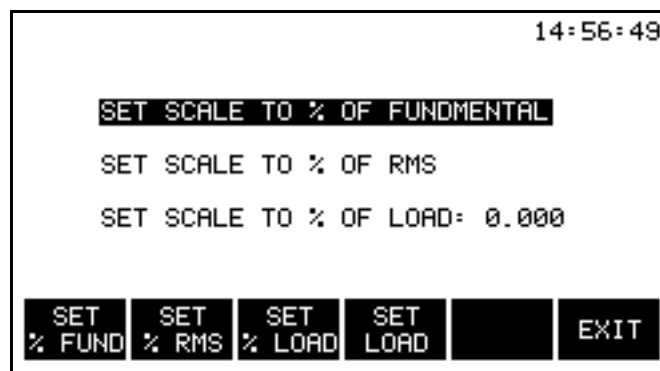 14:56:49
SET SCALE TO % OF FUNDMENTAL
SET SCALE TO % OF RMS
SET SCALE TO % OF LOAD: 0.000
SET % FUND
SET % RMS
SET % LOAD
SET LOAD
EXIT